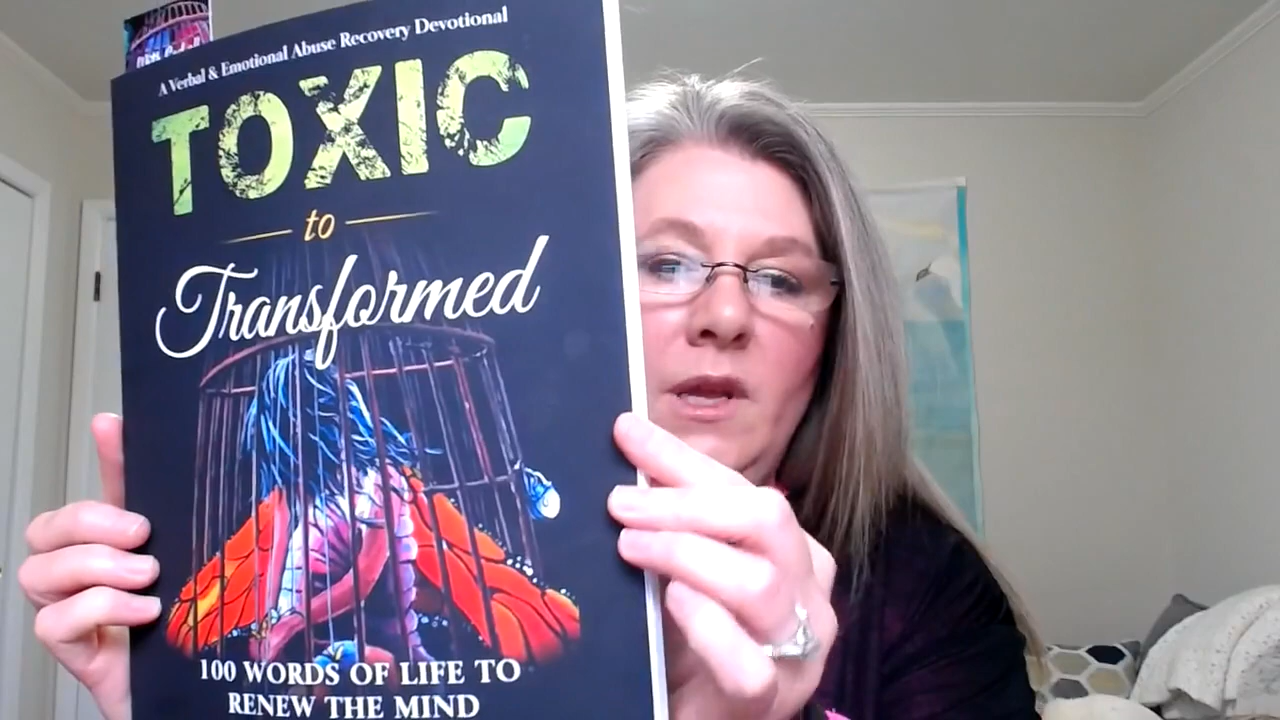 A Verbal & Emotional Abuse Recovery Devotional
TOXIC
to
Transformed
100 WORDS OF LIFE TO
RENEW THE MIND